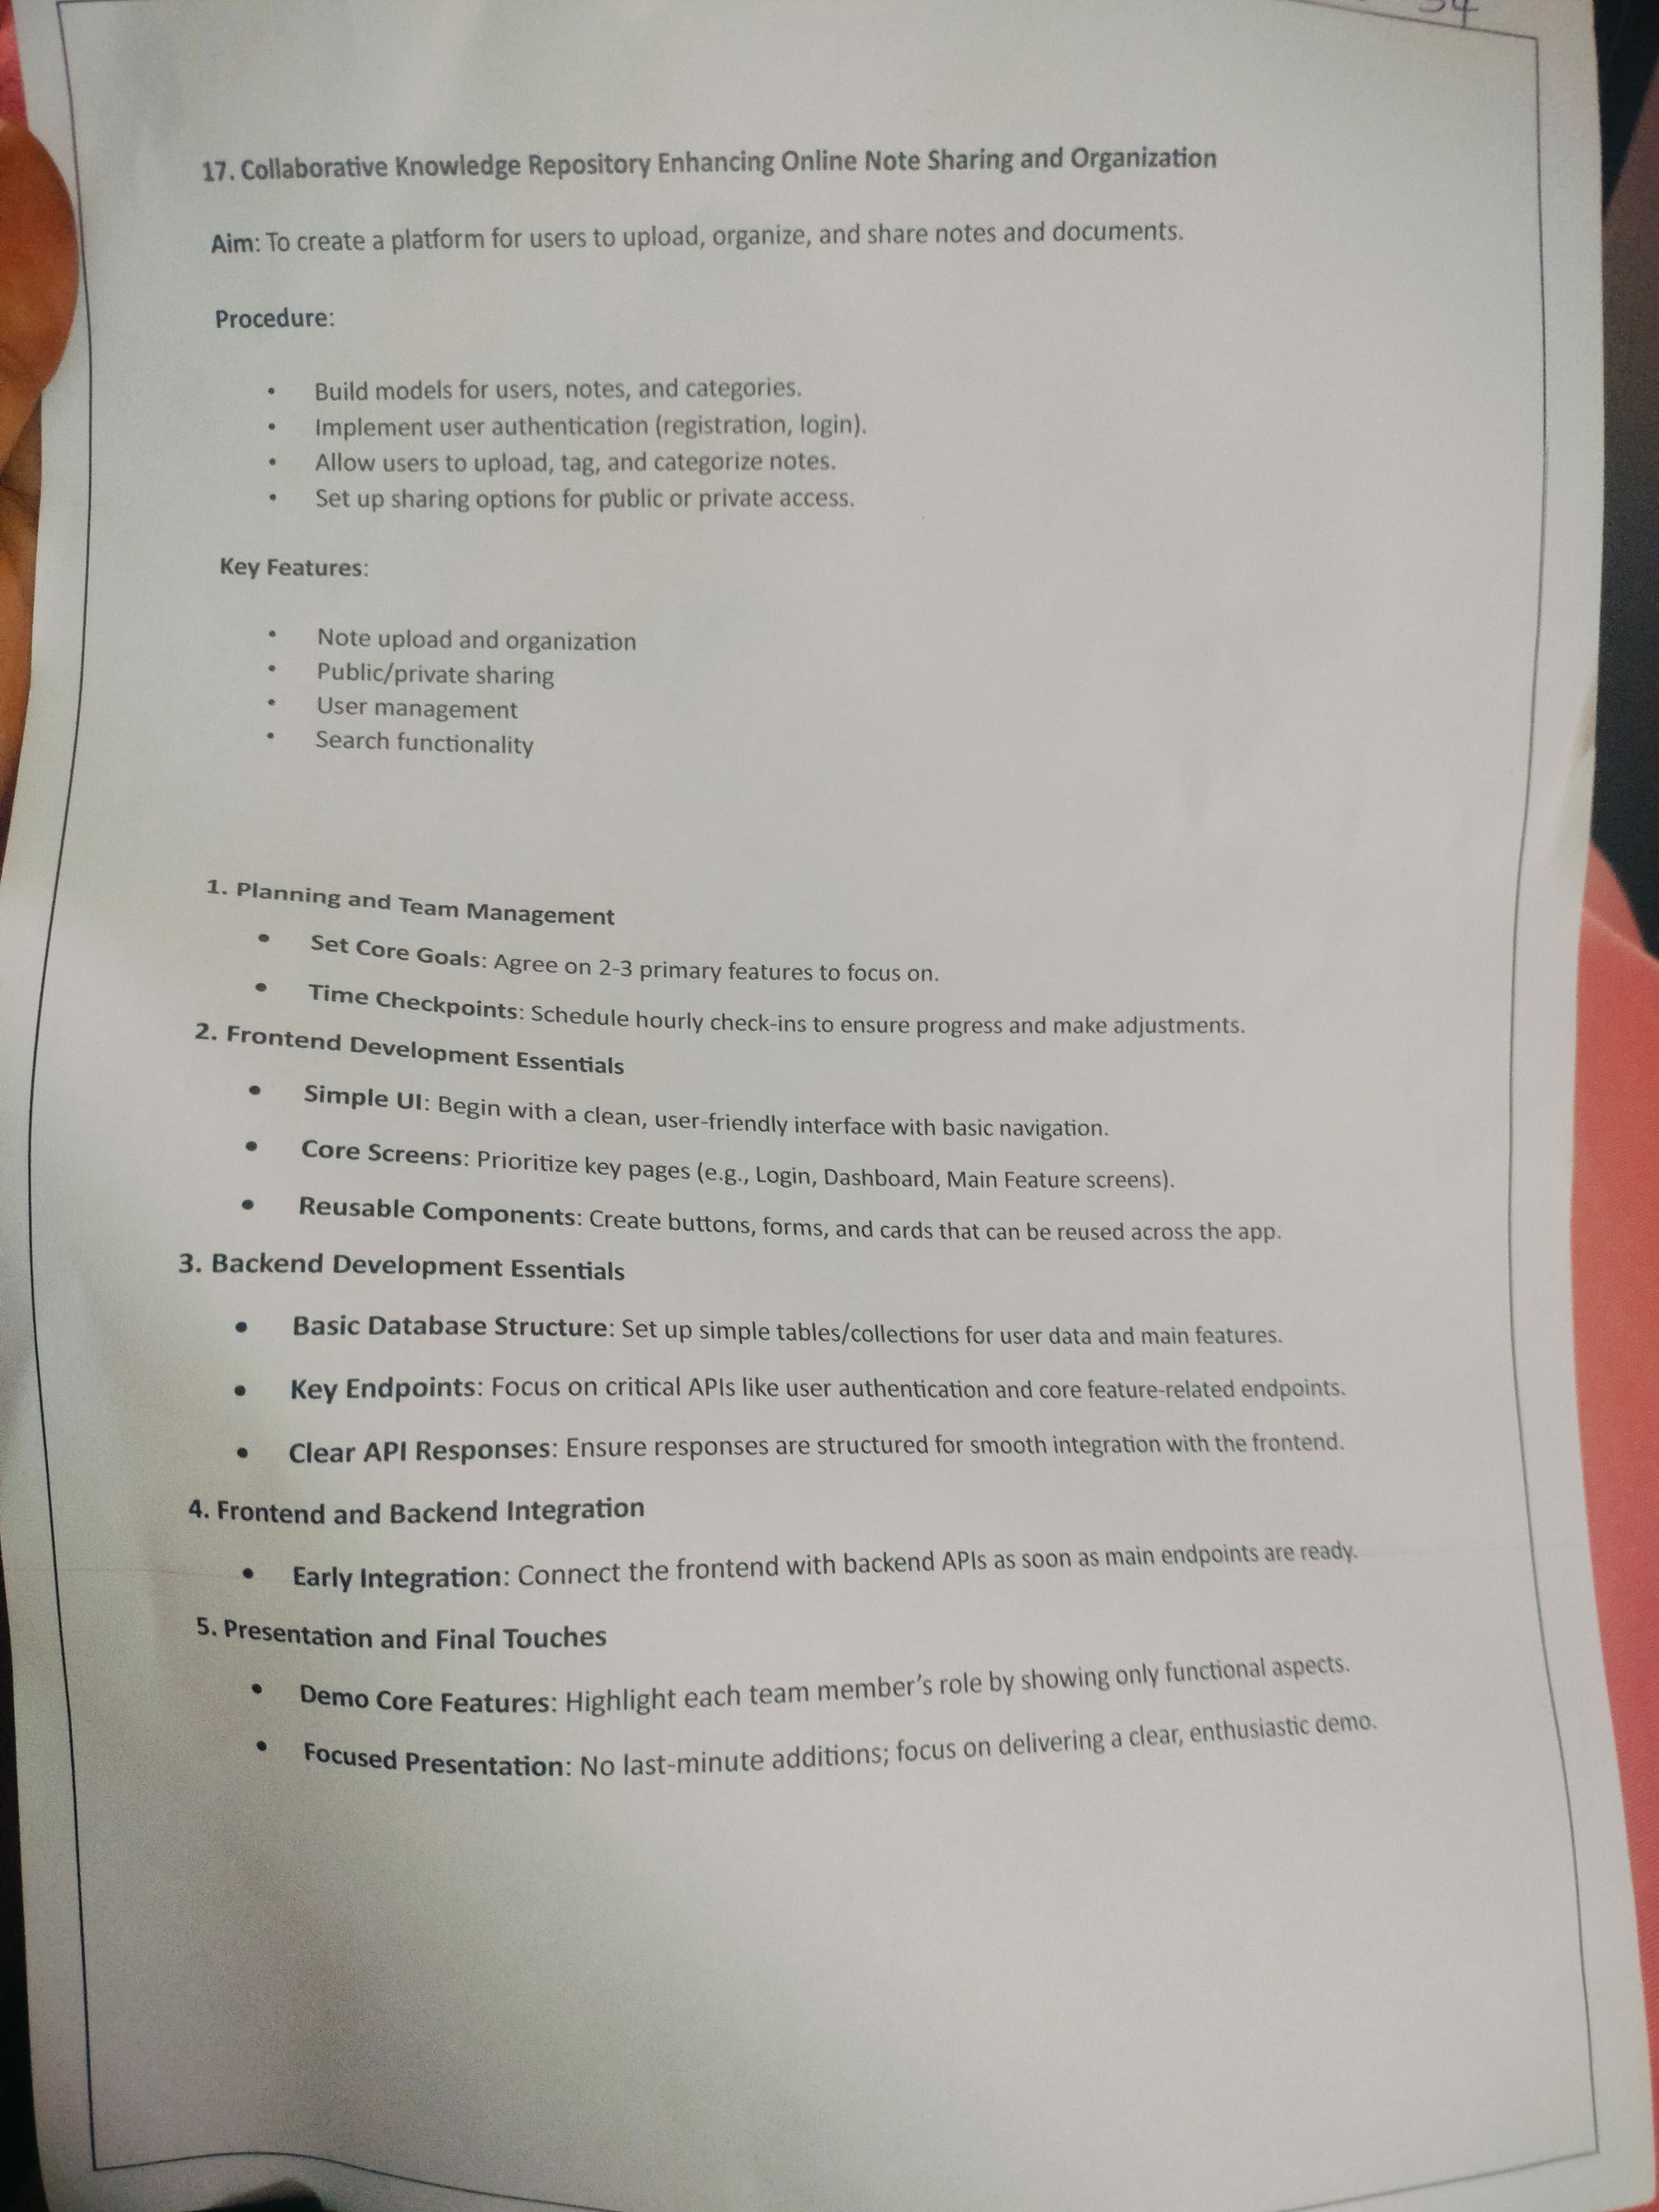 34
17. Collaborative Knowledge Repository Enhancing Online Note Sharing and Organization
Aim: To create a platform for users to upload, organize, and share notes and documents.
Procedure:
• Build models for users, notes, and categories.
• Implement user authentication (registration, login).
• Allow users to upload, tag, and categorize notes.
• Set up sharing options for public or private access.
Key Features:
• Note upload and organization
• Public/private sharing
• User management
• Search functionality
1. Planning and Team Management
• Set Core Goals: Agree on 2-3 primary features to focus on.
• Time Checkpoints: Schedule hourly check-ins to ensure progress and make adjustments.
2. Frontend Development Essentials
• Simple UI: Begin with a clean, user-friendly interface with basic navigation.
• Core Screens: Prioritize key pages (e.g., Login, Dashboard, Main Feature screens).
• Reusable Components: Create buttons, forms, and cards that can be reused across the app.
3. Backend Development Essentials
• Basic Database Structure: Set up simple tables/collections for user data and main features.
• Key Endpoints: Focus on critical APIs like user authentication and core feature-related endpoints.
• Clear API Responses: Ensure responses are structured for smooth integration with the frontend.
4. Frontend and Backend Integration
• Early Integration: Connect the frontend with backend APIs as soon as main endpoints are ready.
5. Presentation and Final Touches
• Demo Core Features: Highlight each team member’s role by showing only functional aspects.
• Focused Presentation: No last-minute additions; focus on delivering a clear, enthusiastic demo.